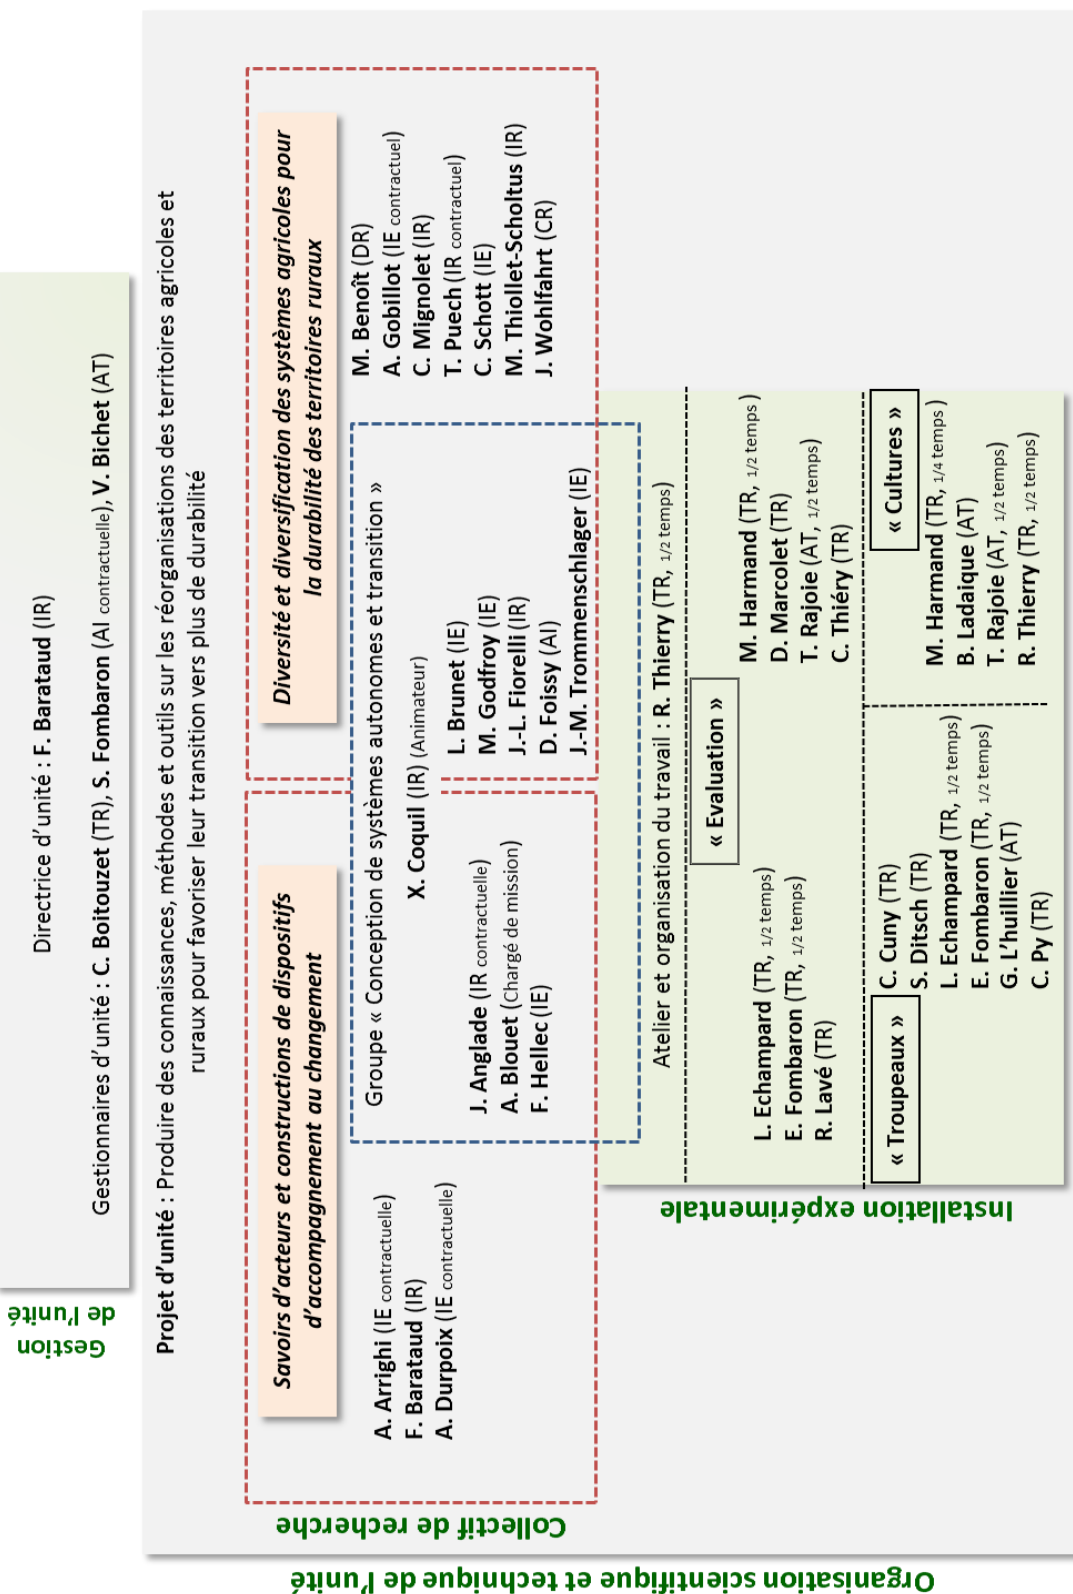 Gestion
de l'unité
Directrice d'unité : F. Barataud (IR)
Gestionnaires d'unité : C. Boitouzet (TR), S. Fombaron (AI contractuelle), V. Bichet (AT)
Organisation scientifique et technique de l'unité
Projet d'unité : Produire des connaissances, méthodes et outils sur les réorganisations des territoires agricoles et
ruraux pour favoriser leur transition vers plus de durabilité
Collectif de recherche
Savoirs d'acteurs et constructions de dispositifs
d'accompagnement au changement
A. Arrighi (IE contractuelle)
F. Barataud (IR)
A. Durpoix (IE contractuelle)
Diversité et diversification des systèmes agricoles pour
la durabilité des territoires ruraux
M. Benoît (DR)
A. Gobillot (IE contractuel)
C. Mignolet (IR)
T. Puech (IR contractuel)
C. Schott (IE)
M. Thiollet-Scholtus (IR)
J. Wohlfahrt (CR)
Groupe « Conception de systèmes autonomes et transition »
X. Coquil (IR) (Animateur)
J. Anglade (IR contractuelle)
A. Blouet (Chargé de mission)
F. Hellec (IE)
L. Brunet (IE)
M. Godfroy (IE)
J.-L. Fiorelli (IR)
D. Foissy (AI)
J.-M. Trommenschlager (IE)
Installation expérimentale
Atelier et organisation du travail : R. Thierry (TR, 1/2 temps)
« Evaluation »
L. Echampard (TR, 1/2 temps)
E. Fombaron (TR, 1/2 temps)
R. Lavé (TR)
M. Harmand (TR, 1/2 temps )
D. Marcolet (TR)
T. Rajoie (AT, 1/2 temps)
C. Thiéry (TR)
« Troupeaux »
C. Cuny (TR)
S. Ditsch (TR)
L. Echampard (TR, 1/2 temps)
E. Fombaron (TR, 1/2 temps)
G. L'huillier (AT)
C. Py (TR)
« Cultures »
M. Harmand (TR, 1/4 temps )
B. Ladaique (AT)
T. Rajoie (AT, 1/2 temps)
R. Thierry (TR, 1/2 temps)